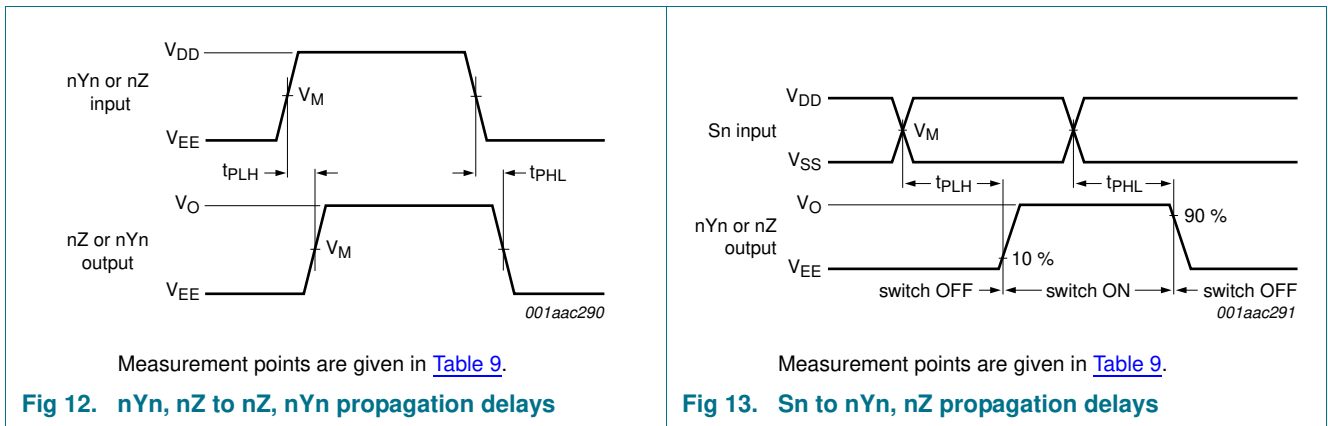 VDD
nYn or nZ
input
VM
VEE
tPLH
tPHL
VO
nZ or nYn
output
VM
VEE
001aac290
Measurement points are given in Table 9.
Fig 12. nYn, nZ to nZ, nYn propagation delays
VDD
Sn input
VM
VSS
tPLH
tPHL
VO
nYn or nZ
output
90 %
10 %
VEE
switch OFF
switch ON
switch OFF
001aac291
Measurement points are given in Table 9.
Fig 13. Sn to nYn, nZ propagation delays